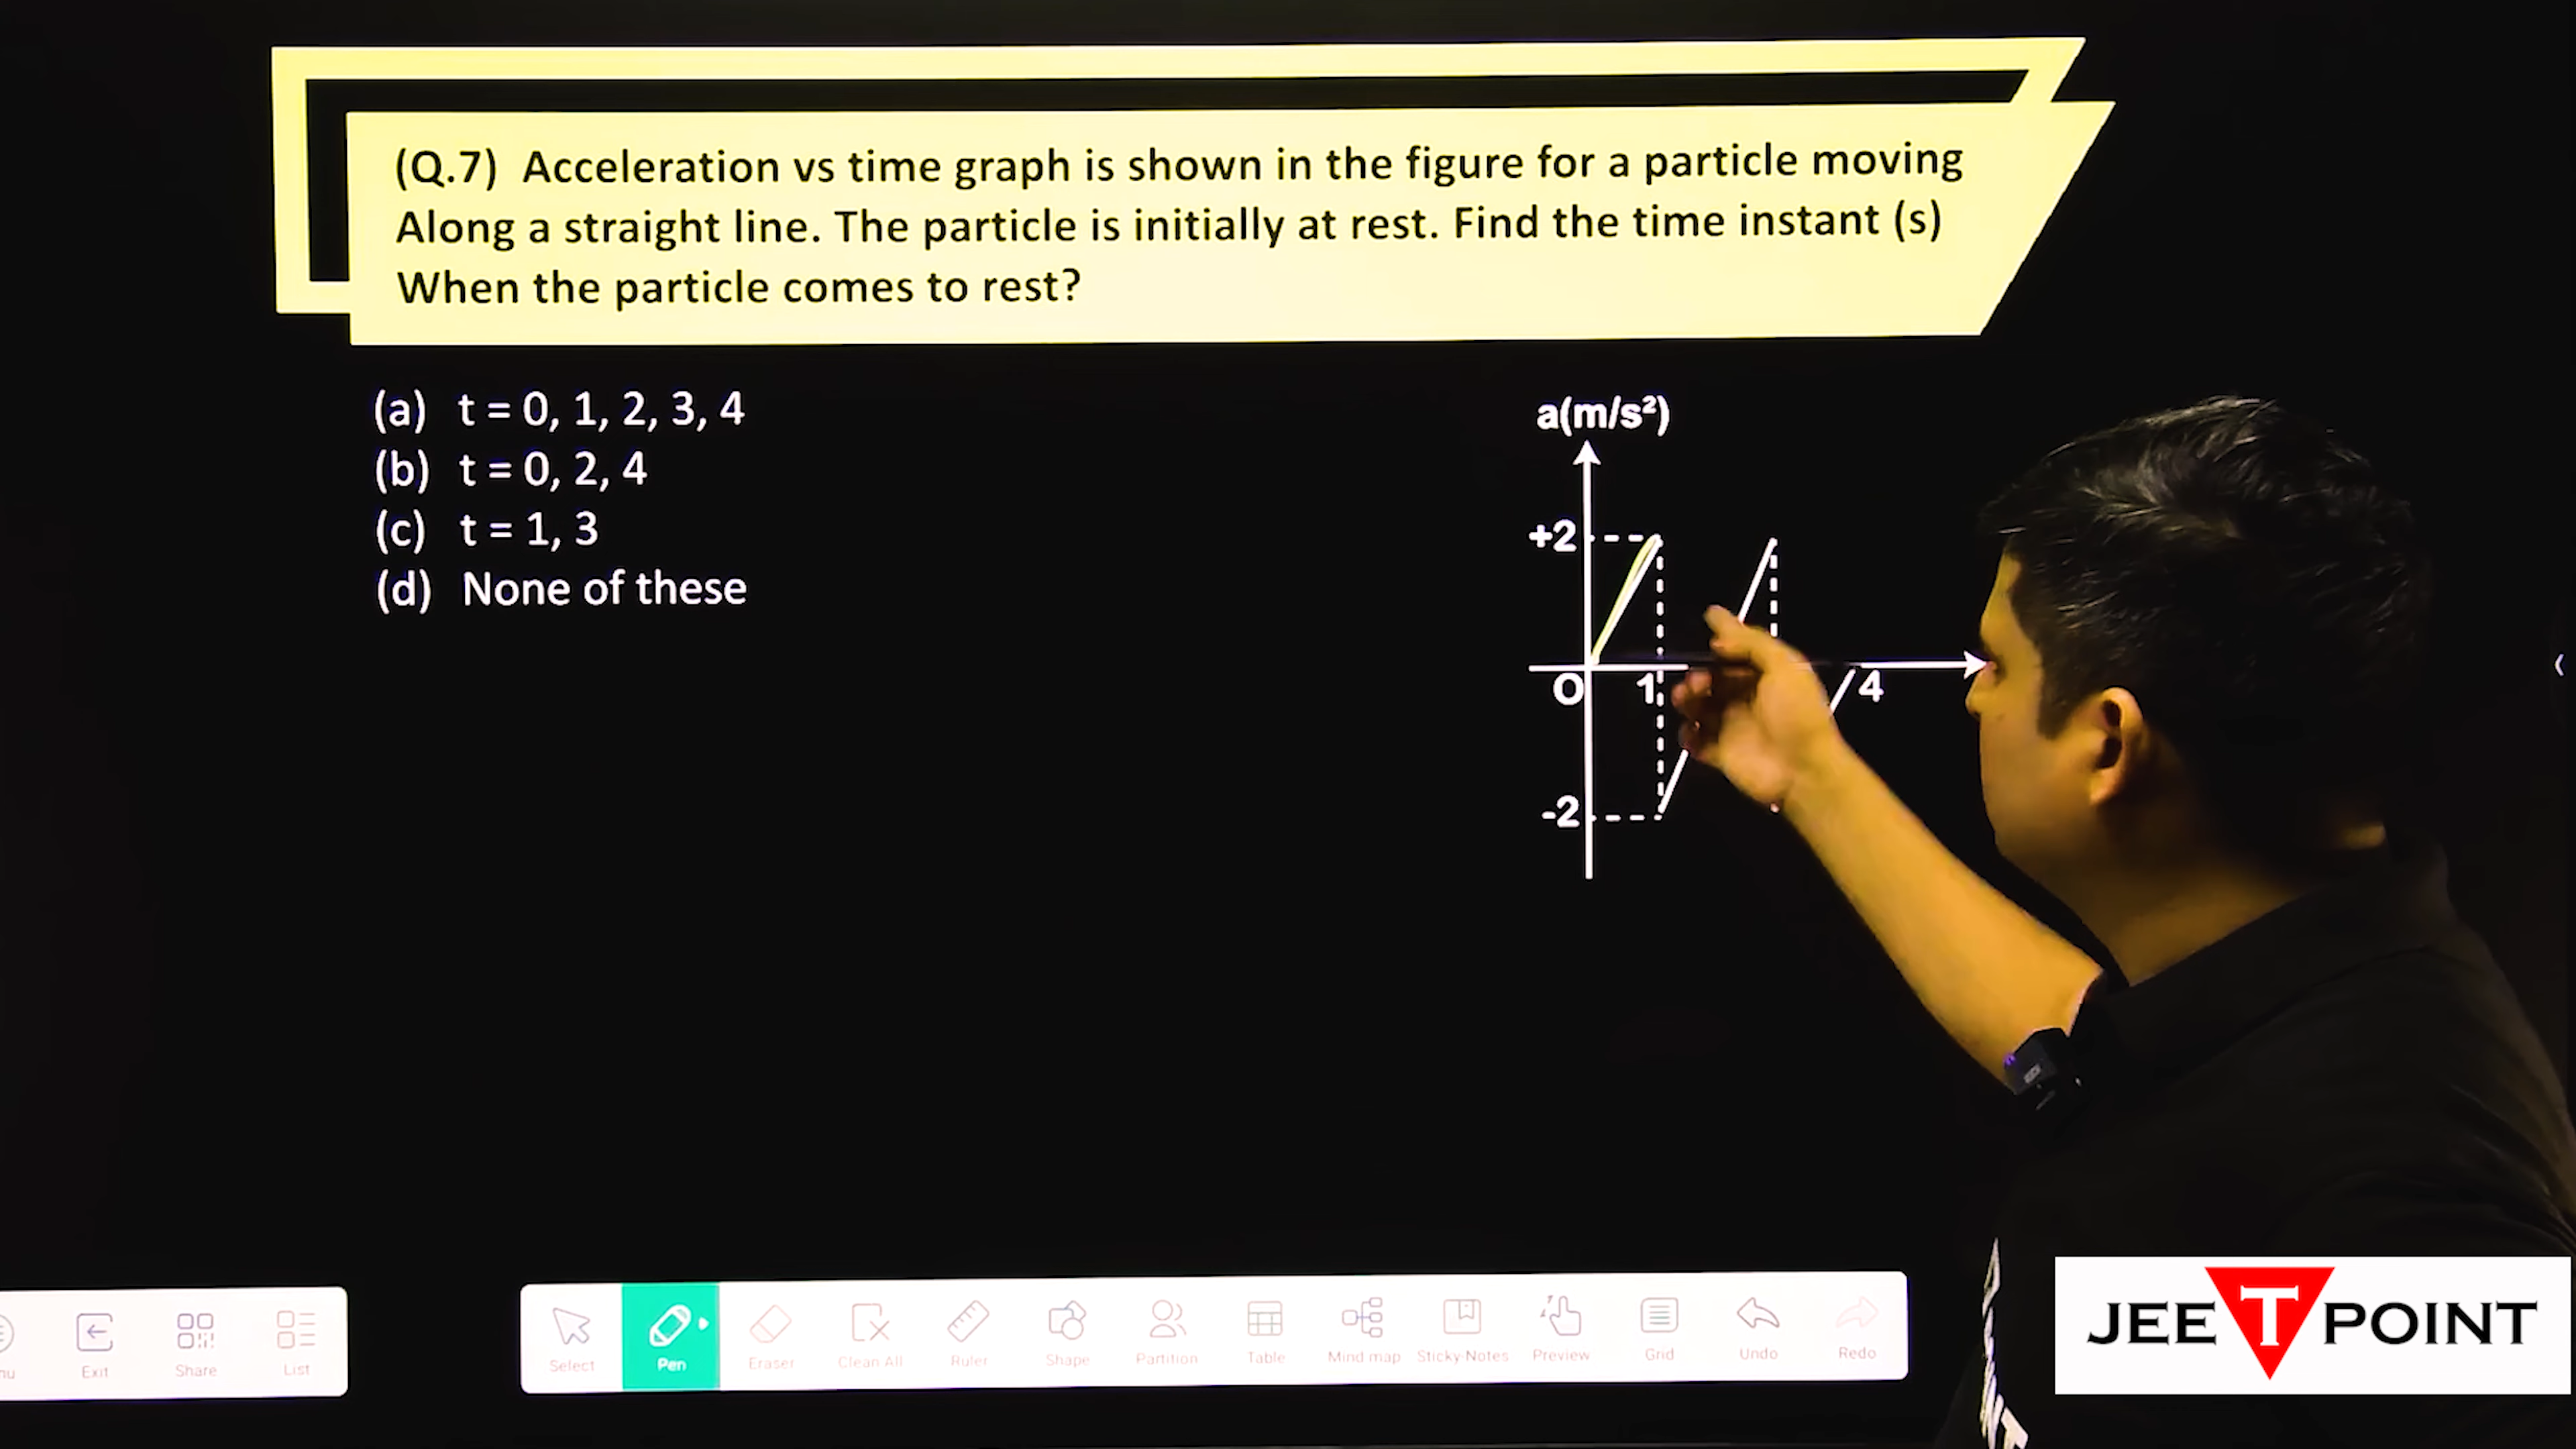 (Q.7) Acceleration vs time graph is shown in the figure for a particle moving
Along a straight line. The particle is initially at rest. Find the time instant (s)
When the particle comes to rest?
(a) t = 0, 1, 2, 3, 4
(b) t = 0, 2, 4
(c) t = 1, 3
(d) None of these
a(m/s²)
+2
O 1 4
-2
nu Exit Share List
Select Pen Eraser Clean All Ruler Shape Partition Table Mind map Sticky Notes Preview Grid Undo Redo
JEE T POINT